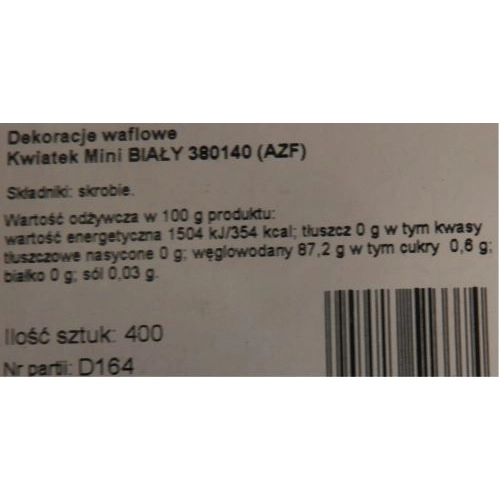 Dekoracje waflowe
Kwiatek Mini BIAŁY 380140 (AZF)
Składniki: skrobie.
Wartość odżywcza w 100 g produktu:
wartość energetyczna 1504 kJ/354 kcal; tłuszcz 0 g w tym kwasy
tłuszczowe nasycone 0 g; węglowodany 87,2 g w tym cukry 0,6 g;
białko 0 g; sól 0,03 g.
Ilość sztuk: 400
Nr partii: D164